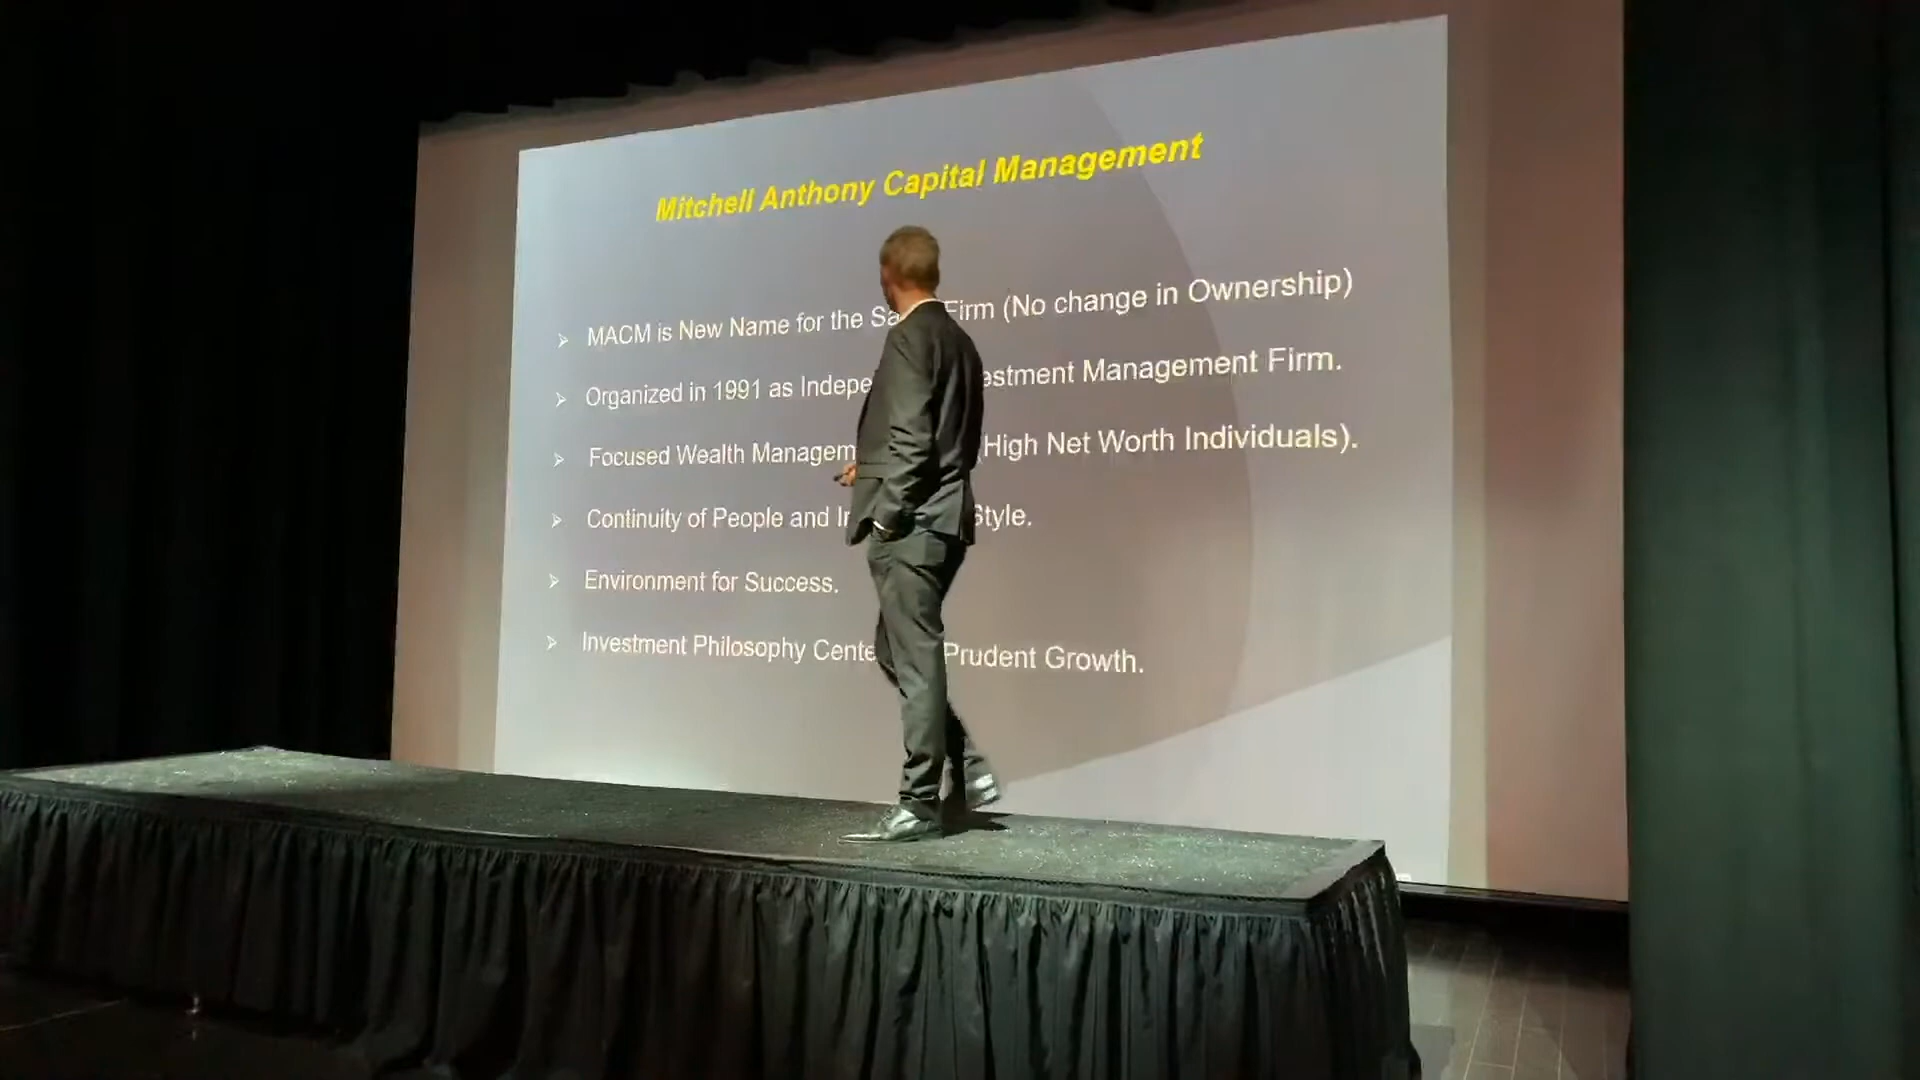 Mitchell Anthony Capital Management
MACM is New Name for the Sa Firm (No change in Ownership)
Organized in 1991 as Indepe estment Management Firm.
Focused Wealth Managem (High Net Worth Individuals).
Continuity of People and In Style.
Environment for Success.
Investment Philosophy Cente Prudent Growth.